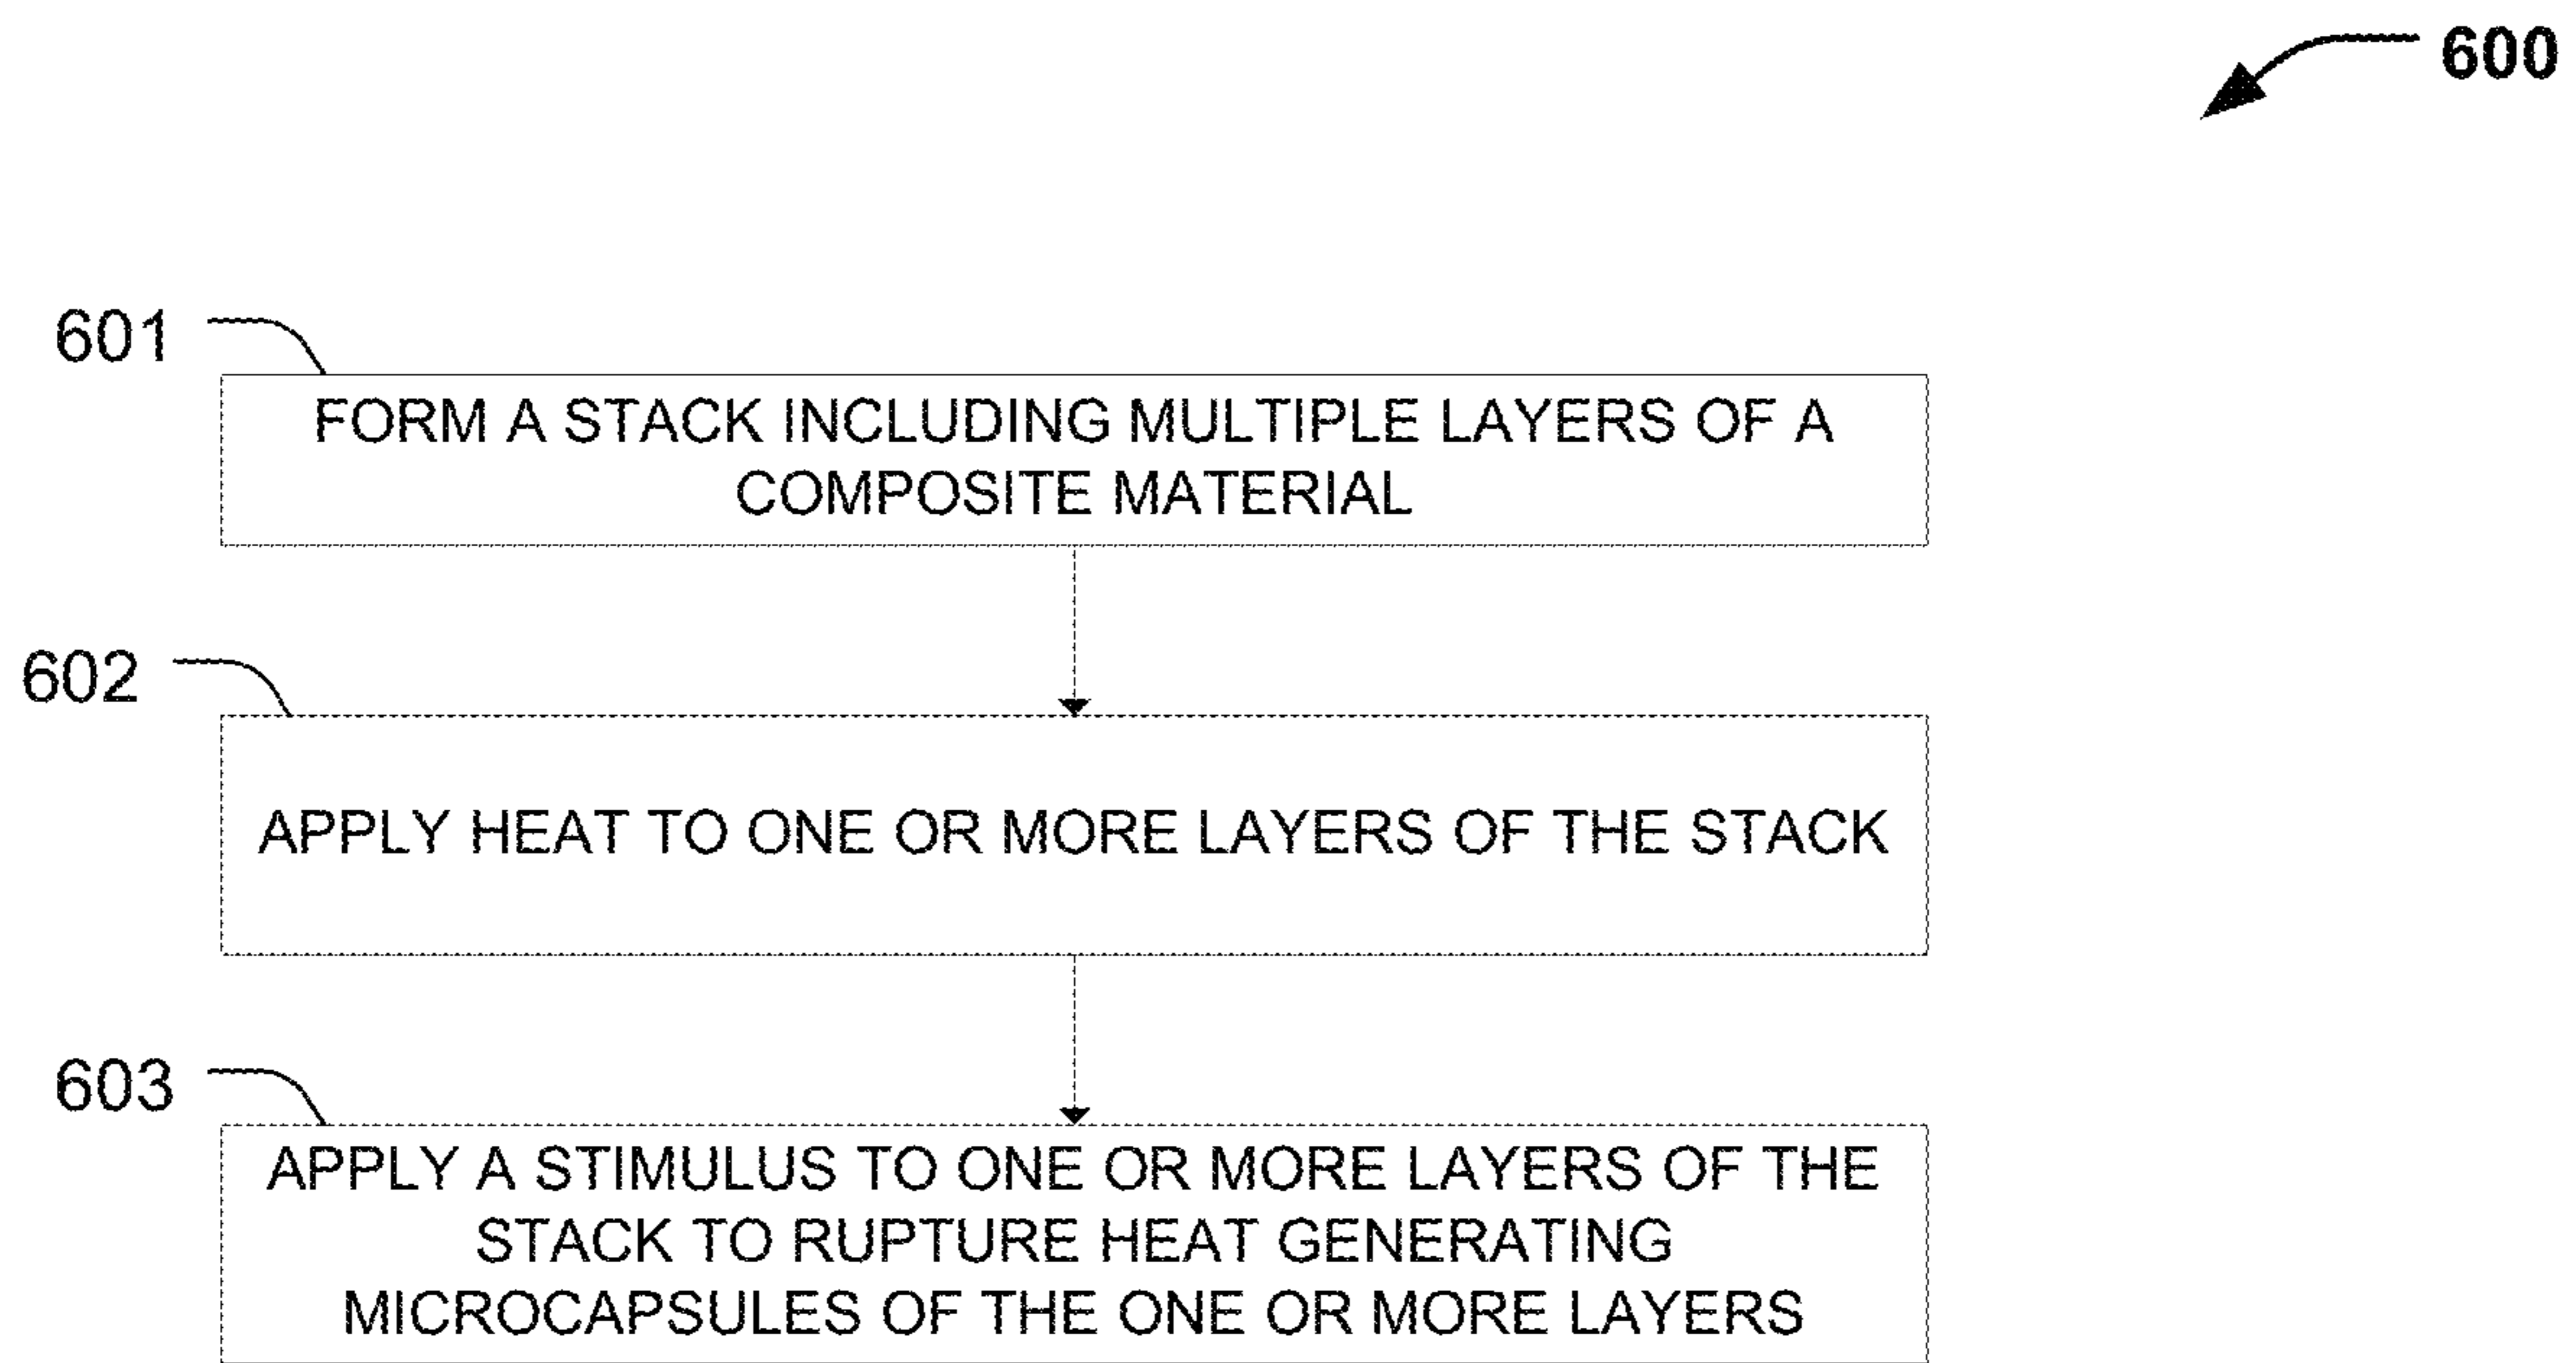 600
601
FORM A STACK INCLUDING MULTIPLE LAYERS OF A
COMPOSITE MATERIAL
602
APPLY HEAT TO ONE OR MORE LAYERS OF THE STACK
603
APPLY A STIMULUS TO ONE OR MORE LAYERS OF THE
STACK TO RUPTURE HEAT GENERATING
MICROCAPSULES OF THE ONE OR MORE LAYERS